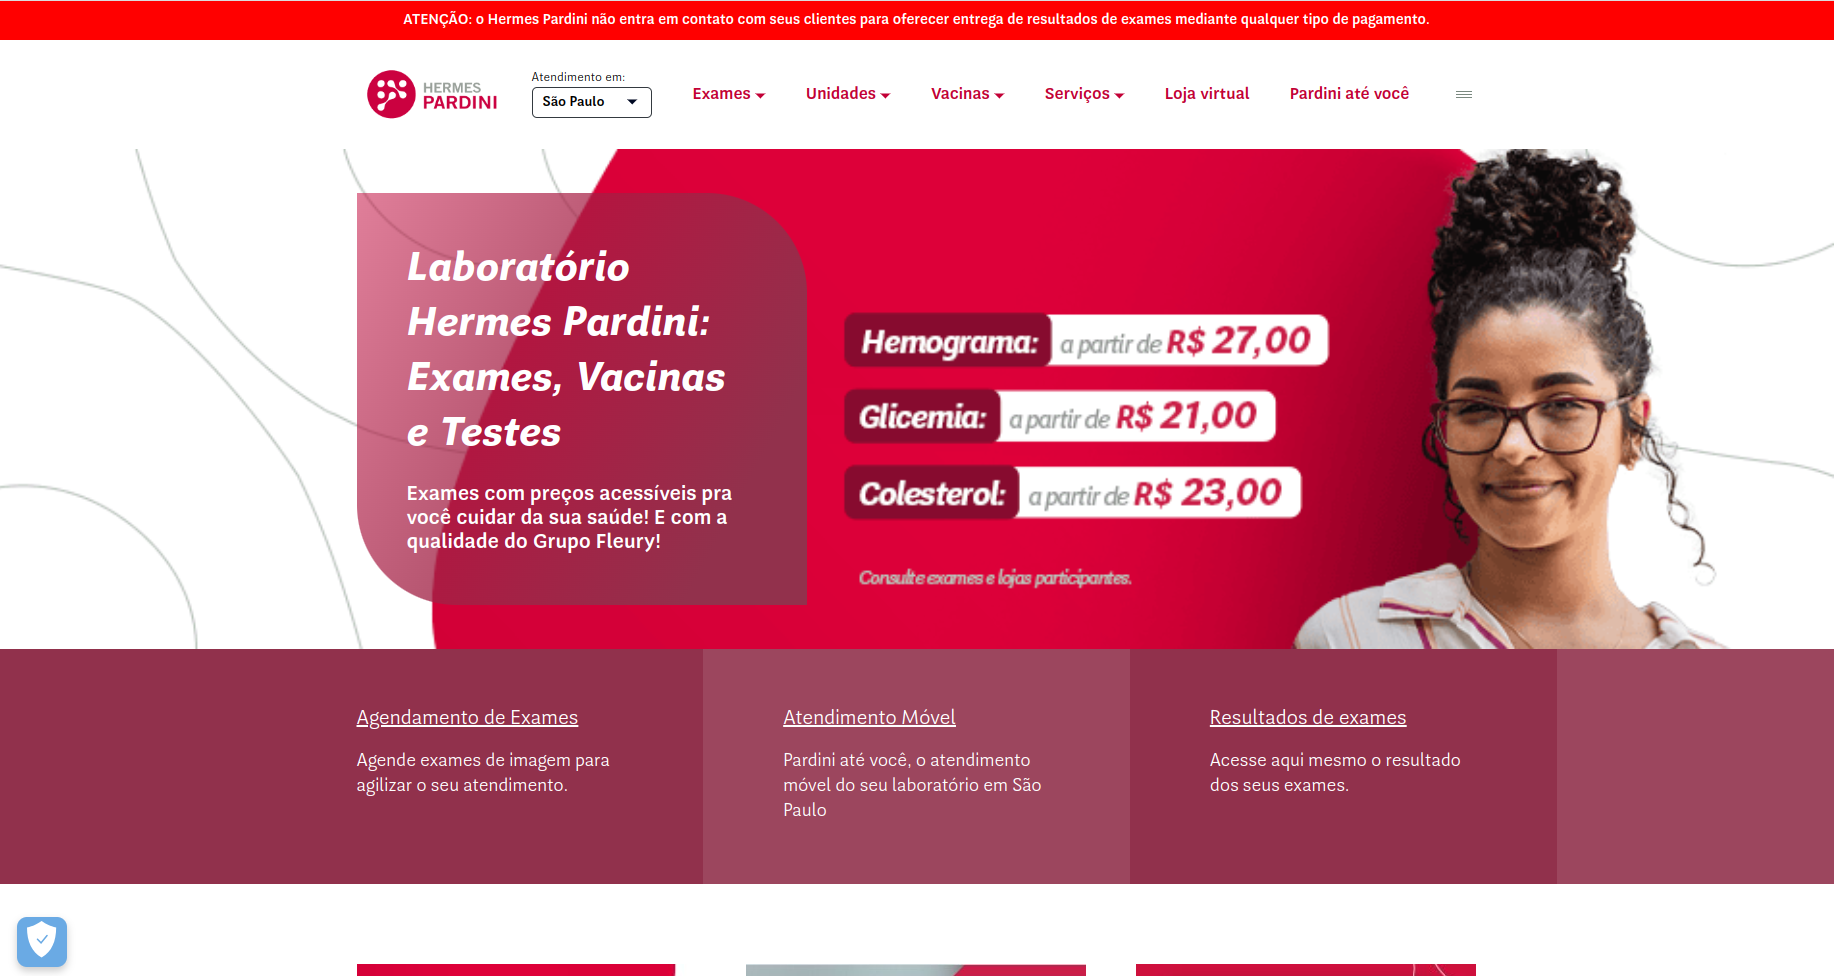 ATENÇÃO: o Hermes Pardini não entra em contato com seus clientes para oferecer entrega de resultados de exames mediante qualquer tipo de pagamento.
HERMES
PARDINI
Atendimento em:
São Paulo
Exames
Unidades
Vacinas
Serviços
Loja virtual
Pardini até você
Laboratório
Hermes Pardini:
Exames, Vacinas
e Testes
Exames com preços acessíveis pra
você cuidar da sua saúde! E com a
qualidade do Grupo Fleury!
Hemograma: a partir de R$ 27,00
Glicemia: a partir de R$ 21,00
Colesterol: a partir de R$ 23,00
Consulte exames e lojas participantes.
Agendamento de Exames
Agende exames de imagem para
agilizar o seu atendimento.
Atendimento Móvel
Pardini até você, o atendimento
móvel do seu laboratório em São
Paulo
Resultados de exames
Acesse aqui mesmo o resultado
dos seus exames.